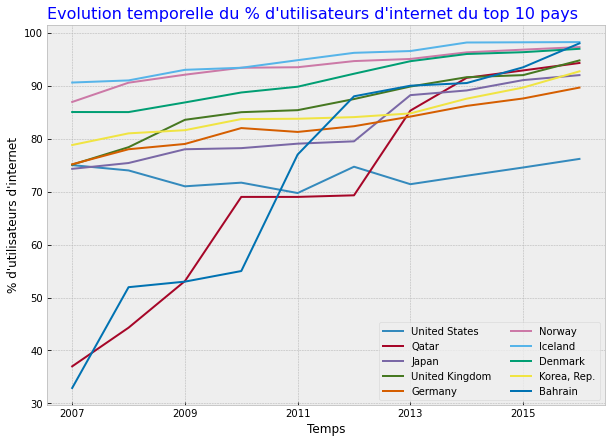 Evolution temporelle du % d'utilisateurs d'internet du top 10 pays
% d'utilisateurs d'internet
100
90
80
70
60
50
40
30
2007
2009
2011
2013
2015
Temps
United States
Qatar
Japan
United Kingdom
Germany
Norway
Iceland
Denmark
Korea, Rep.
Bahrain